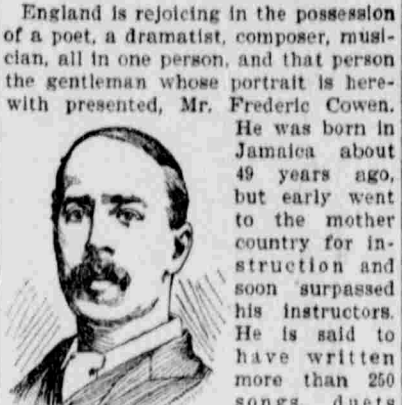 England is rejoicing in the possession
of a poet, a dramatist, composer, musi-
cian, all in one person, and that person
the gentleman whose portrait is here-
with presented, Mr. Frederic Cowen.
He was born in
Jamaica about
49 years ago,
but early went
to the mother
country for in-
struction and
soon surpassed
his instructors.
He is said to
have written
more than 250
songs, duets